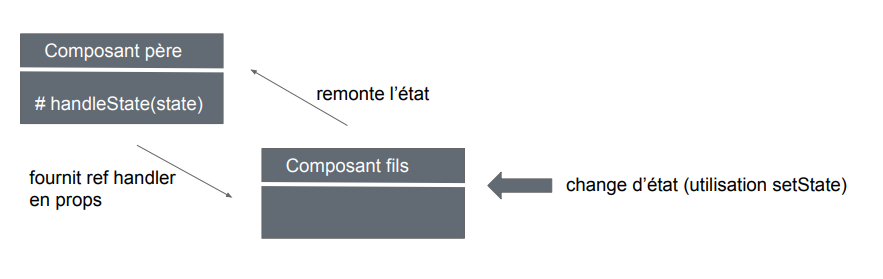 Composant père
# handleState(state)
remonte l’état
fournit ref handler
en props
Composant fils
change d’état (utilisation setState)